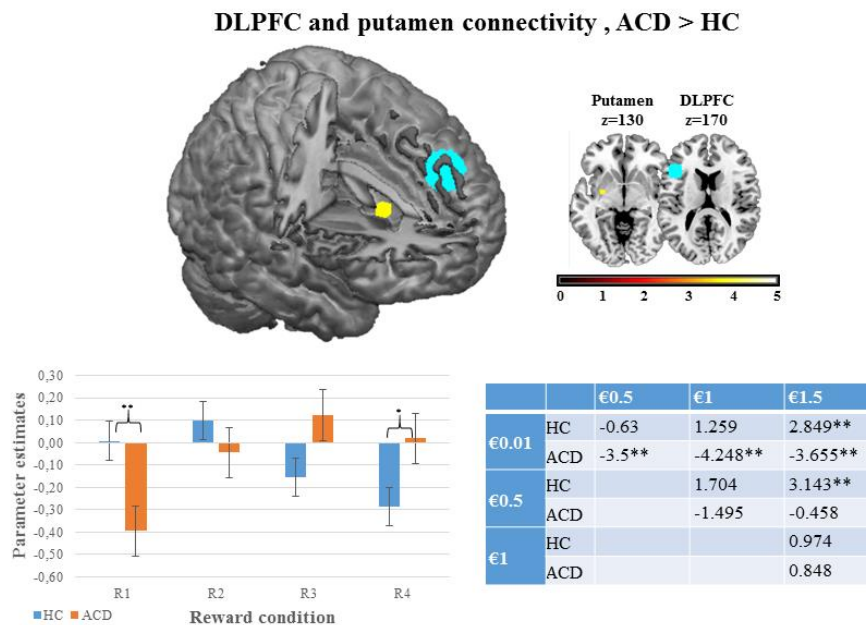 DLPFC and putamen connectivity , ACD > HC
Putamen DLPFC
z=130 z=170
0 1 2 3 4 5
Parameter estimates
0,30
0,20
0,10
0,00
-0,10
-0,20
-0,30
-0,40
-0,50
-0,60
**
*
R1 R2 R3 R4
HC ACD
Reward condition
€0.5 €1 €1.5
€0.01 HC -0.63 1.259 2.849**
ACD -3.5** -4.248** -3.655**
€0.5 HC 1.704 3.143**
ACD -1.495 -0.458
€1 HC 0.974
ACD 0.848